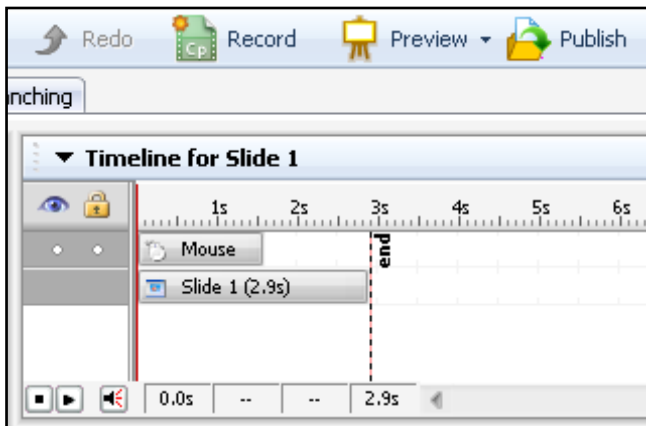 Redo Record Preview Publish
nching
Timeline for Slide 1
1s 2s 3s 4s 5s 6s
Mouse
end
Slide 1 (2.9s)
0.0s -- -- 2.9s